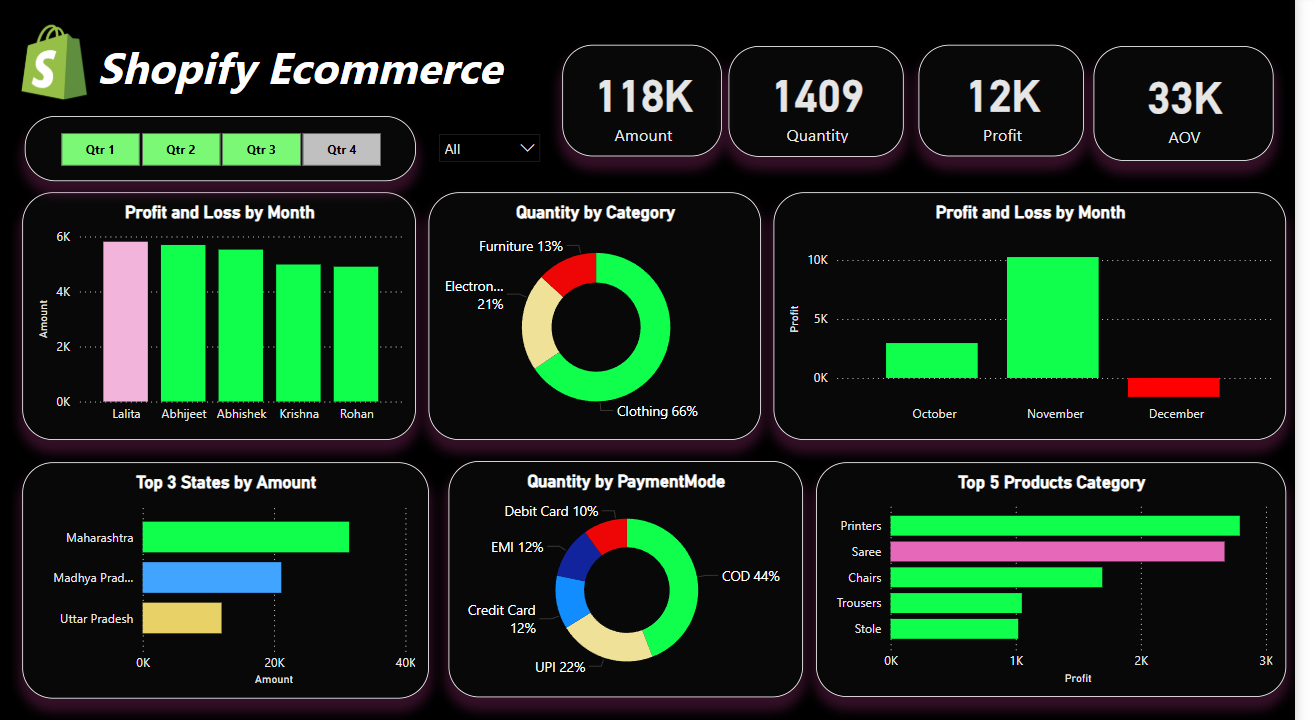 S
Shopify Ecommerce
118K
Amount
1409
Quantity
12K
Profit
33K
AOV
Qtr 1
Qtr 2
Qtr 3
Qtr 4
All
Profit and Loss by Month
6K
4K
2K
0K
Amount
Lalita
Abhijeet
Abhishek
Krishna
Rohan
Quantity by Category
Furniture 13%
Electron...
21%
Clothing 66%
Profit and Loss by Month
10K
5K
0K
Profit
October
November
December
Top 3 States by Amount
Maharashtra
Madhya Prad...
Uttar Pradesh
0K
20K
40K
Amount
Quantity by PaymentMode
Debit Card 10%
EMI 12%
COD 44%
Credit Card
12%
UPI 22%
Top 5 Products Category
Printers
Saree
Chairs
Trousers
Stole
0K
1K
2K
3K
Profit